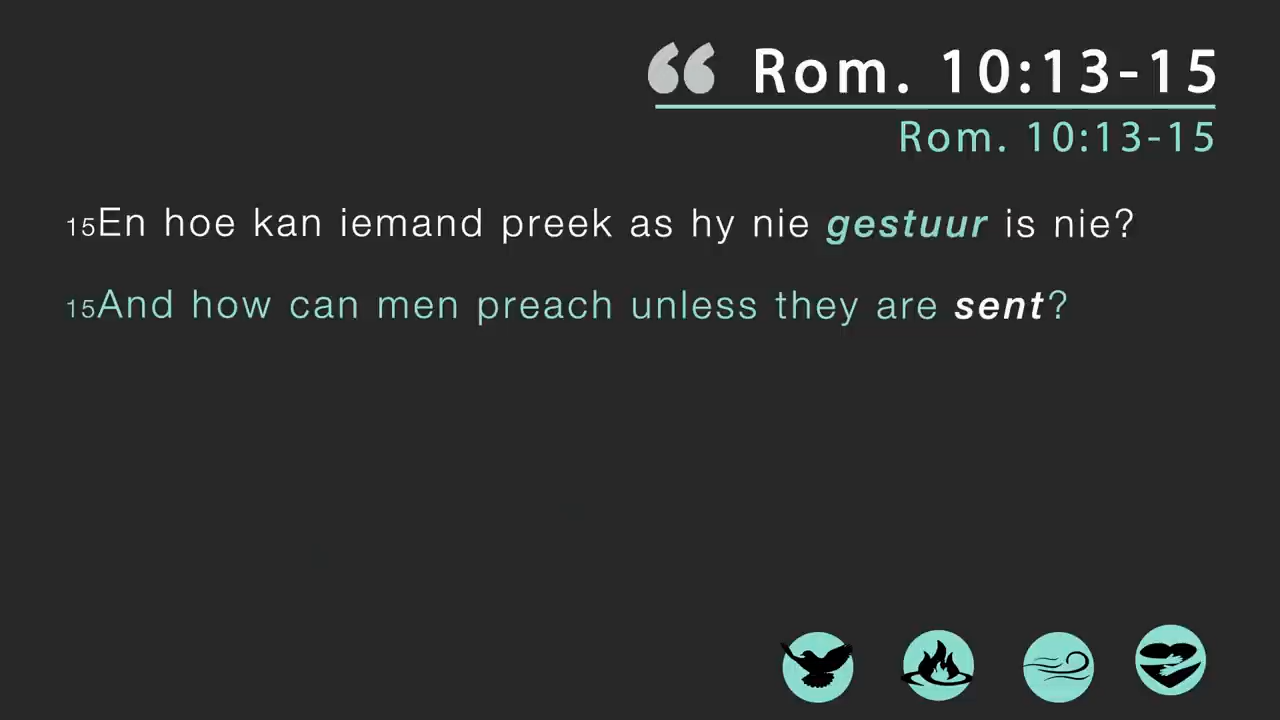 “ Rom. 10:13-15
Rom. 10:13-15
15En hoe kan iemand preek as hy nie gestuur is nie?
15And how can men preach unless they are sent?